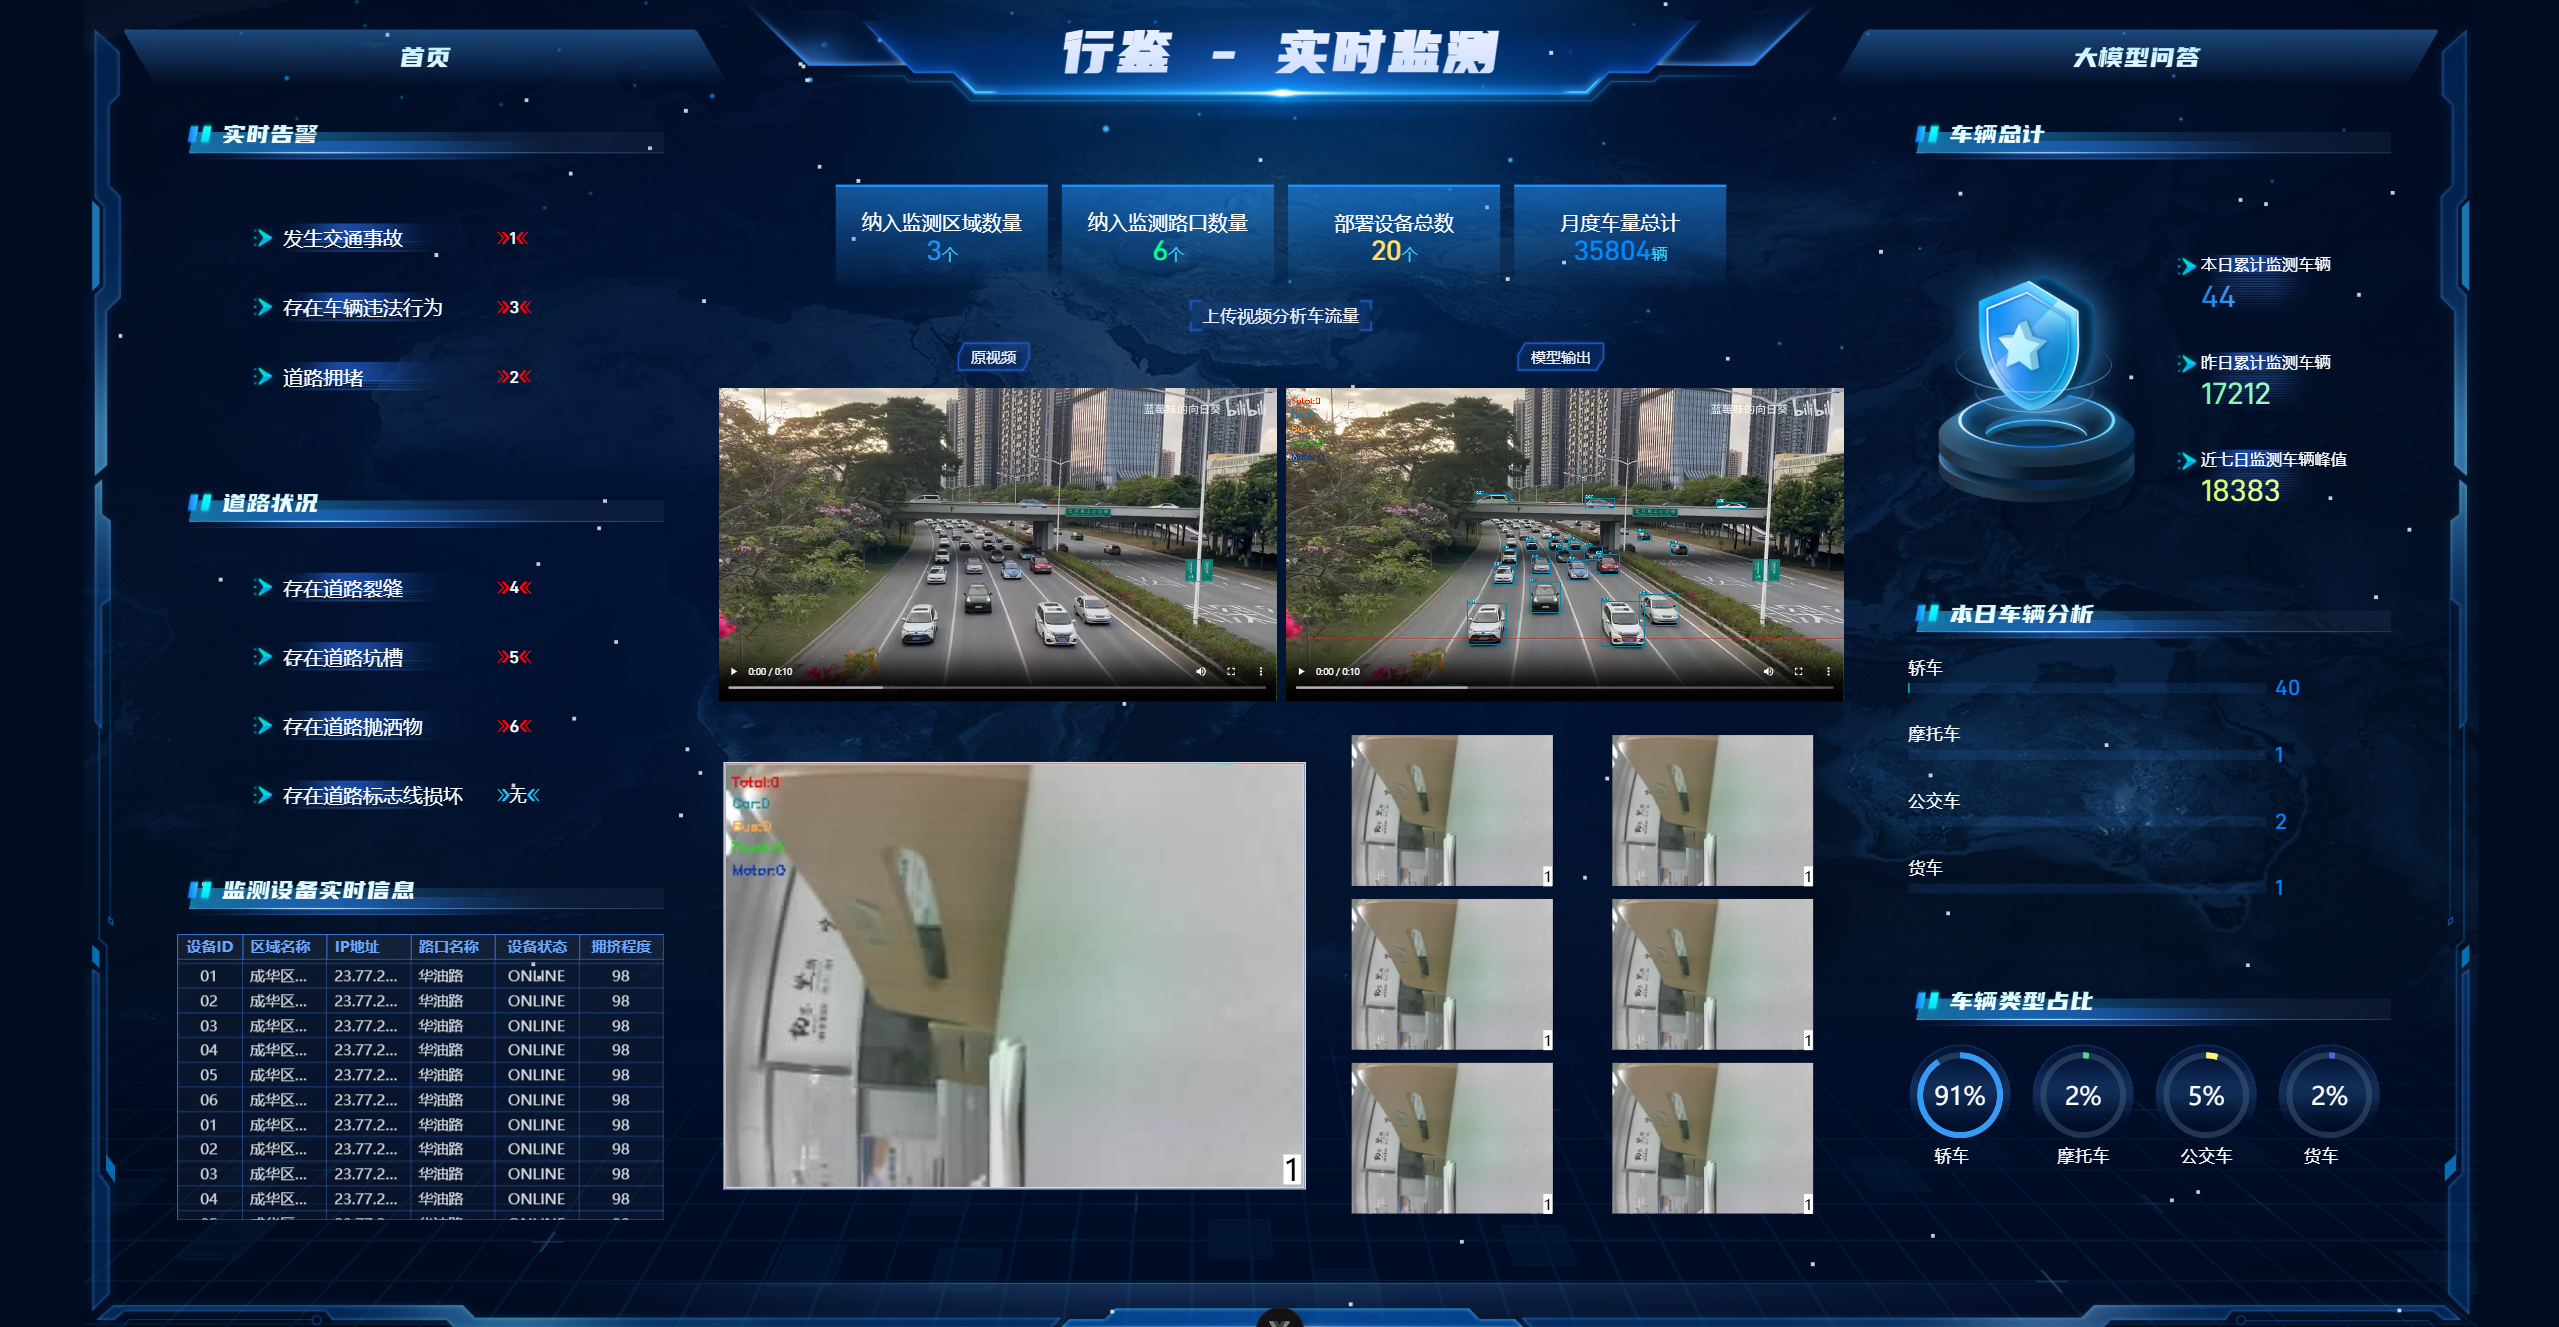 首页
行鉴 - 实时监测
大模型问答
实时告警
发生交通事故 1
存在车辆违法行为 3
道路拥堵 2
道路状况
存在道路裂缝 4
存在道路坑槽 5
存在道路抛洒物 6
存在道路标志线损坏 无
监测设备实时信息
设备ID 区域名称 IP地址 路口名称 设备状态 拥挤程度
01 成华区... 23.77.2... 华油路 ONLINE 98
02 成华区... 23.77.2... 华油路 ONLINE 98
03 成华区... 23.77.2... 华油路 ONLINE 98
04 成华区... 23.77.2... 华油路 ONLINE 98
05 成华区... 23.77.2... 华油路 ONLINE 98
06 成华区... 23.77.2... 华油路 ONLINE 98
01 成华区... 23.77.2... 华油路 ONLINE 98
02 成华区... 23.77.2... 华油路 ONLINE 98
03 成华区... 23.77.2... 华油路 ONLINE 98
04 成华区... 23.77.2... 华油路 ONLINE 98
纳入监测区域数量
3个
纳入监测路口数量
6个
部署设备总数
20个
月度车量总计
35804辆
上传视频分析车流量
原视频
模型输出
蓝莓味的向日葵 bilibili
0:00 / 0:10
Total:0
蓝莓味的向日葵 bilibili
Bus:0
0:00 / 0:10
Total:0
Car:0
Bus:0
Motor:0
1
1
1
1
1
1
1
车辆总计
本日累计监测车辆
44
昨日累计监测车辆
17212
近七日监测车辆峰值
18383
本日车辆分析
轿车
40
摩托车
1
公交车
2
货车
1
车辆类型占比
91% 2% 5% 2%
轿车 摩托车 公交车 货车